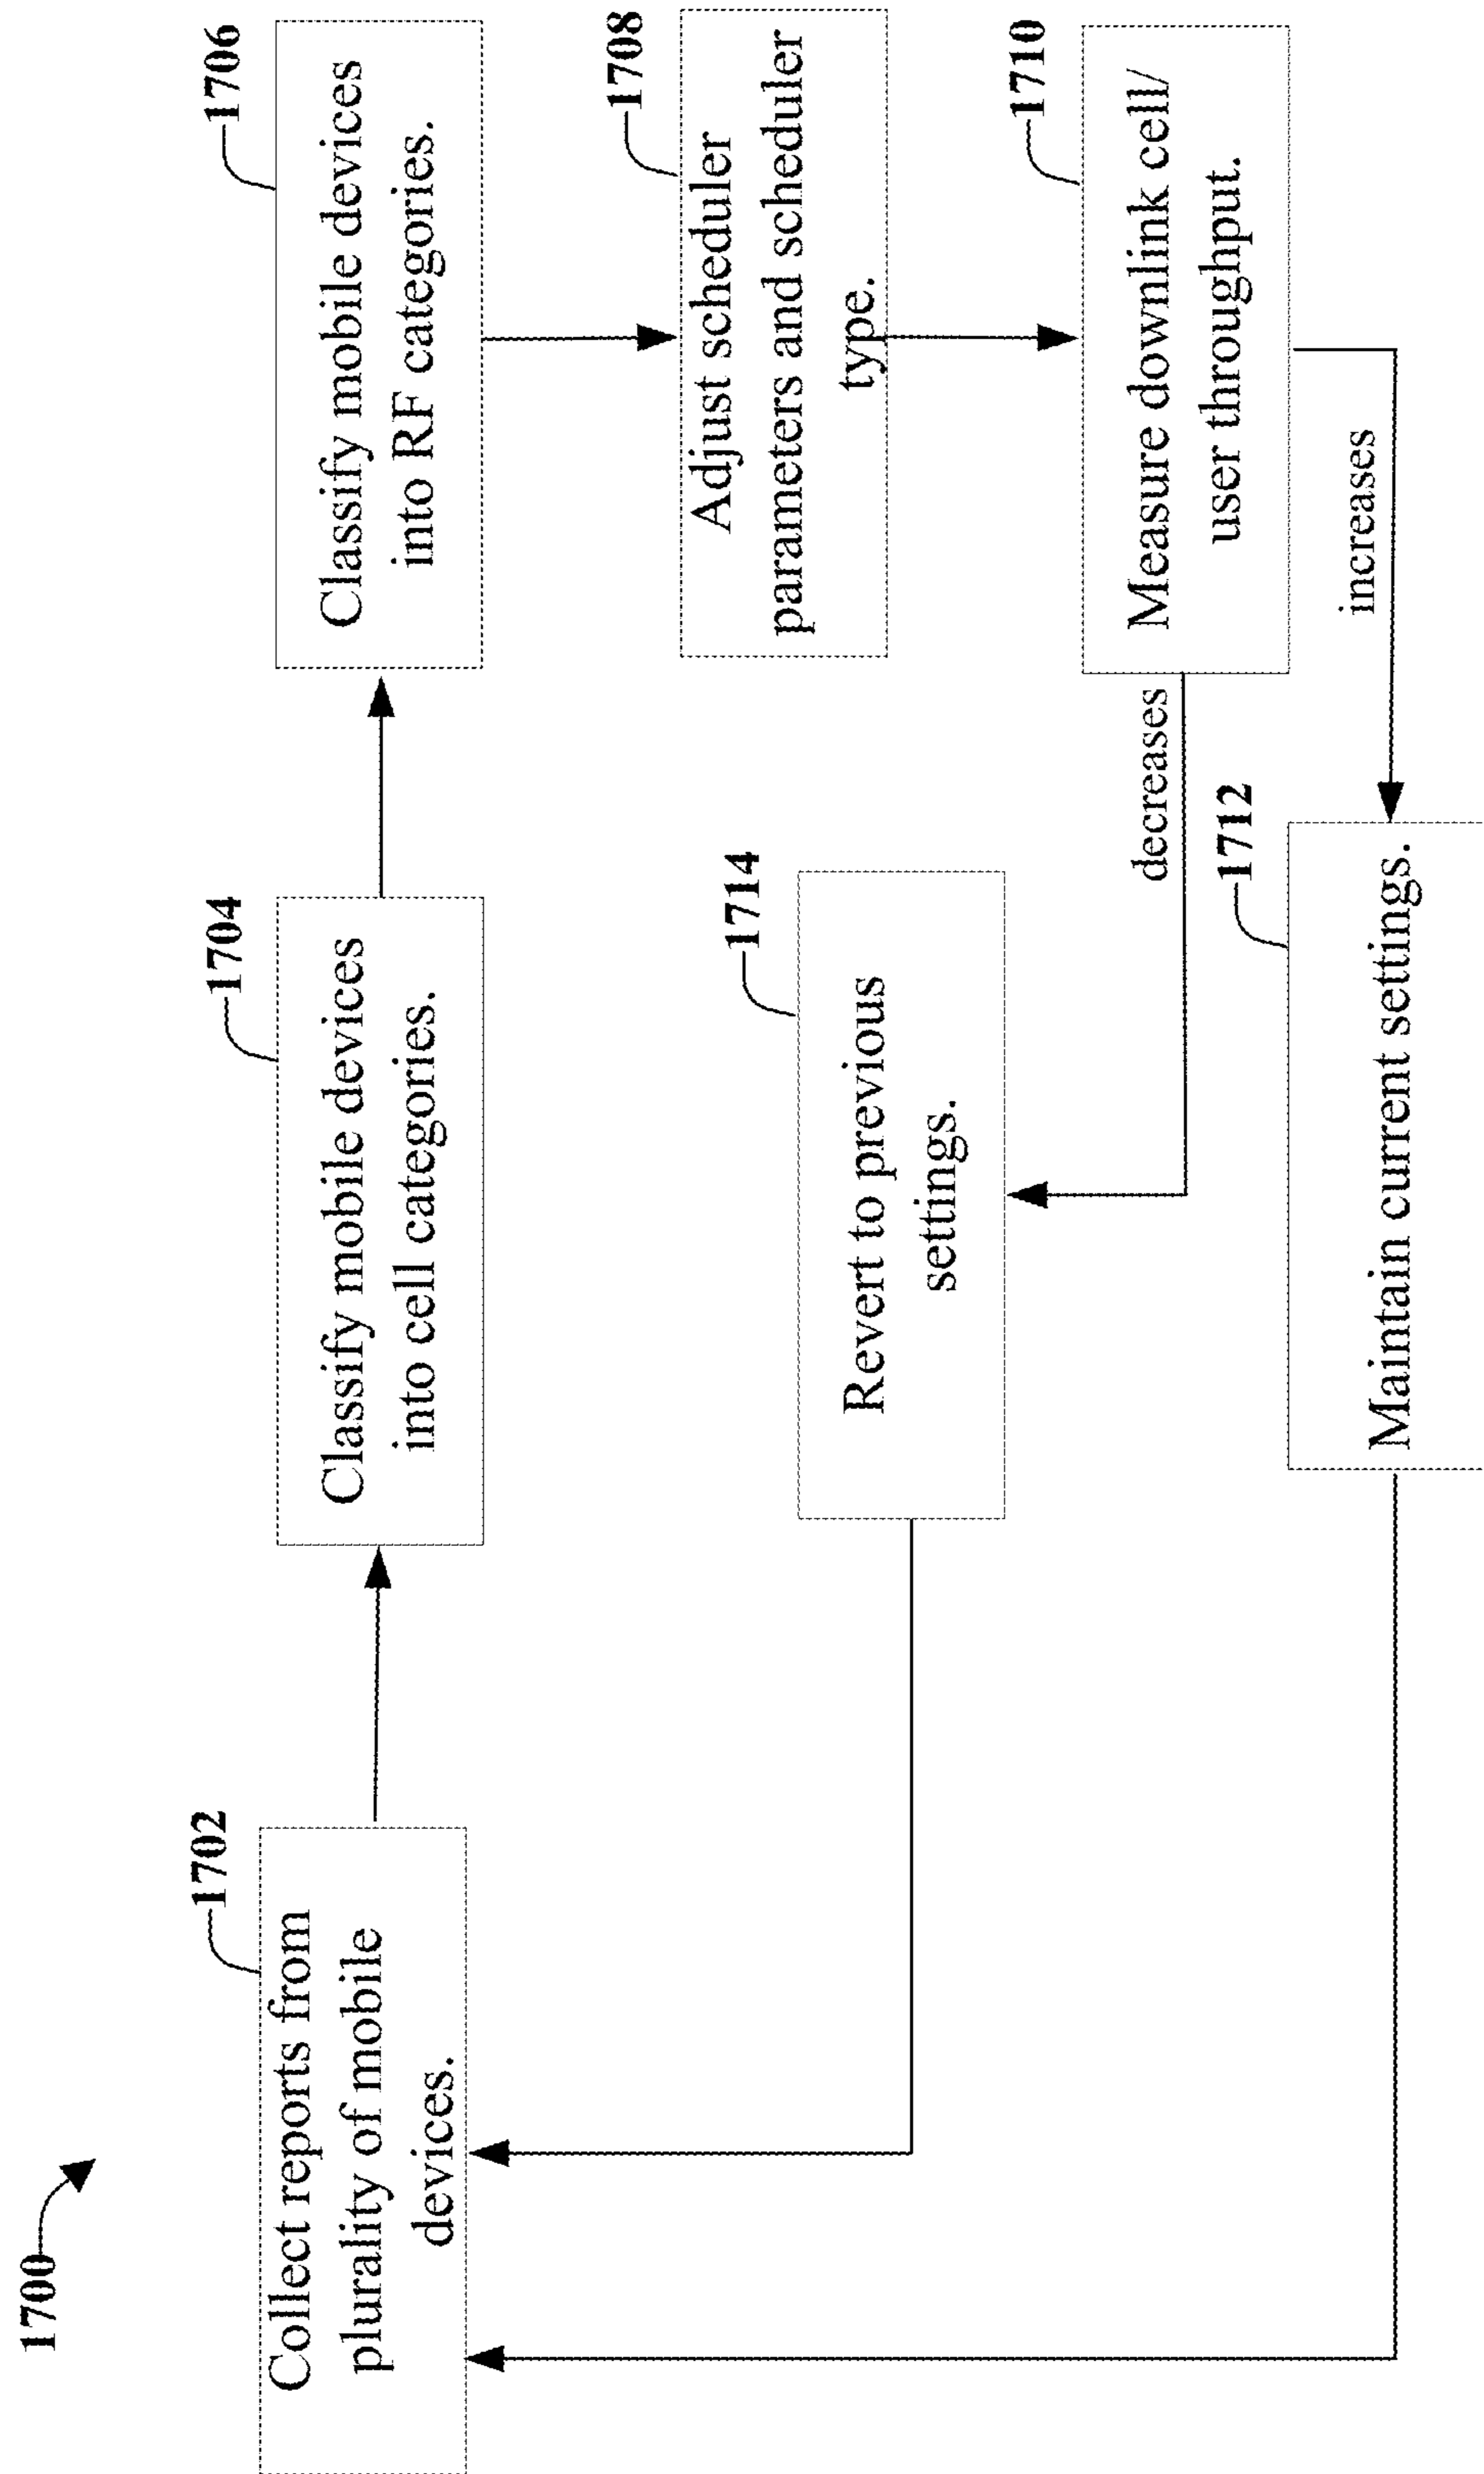 1700
1702
Collect reports from
plurality of mobile
devices.
1704
Classify mobile devices
into cell categories.
1706
Classify mobile devices
into RF categories.
1708
Adjust scheduler
parameters and scheduler
type.
1710
Measure downlink cell/
user throughput.
decreases
increases
1714
Revert to previous
settings.
1712
Maintain current settings.